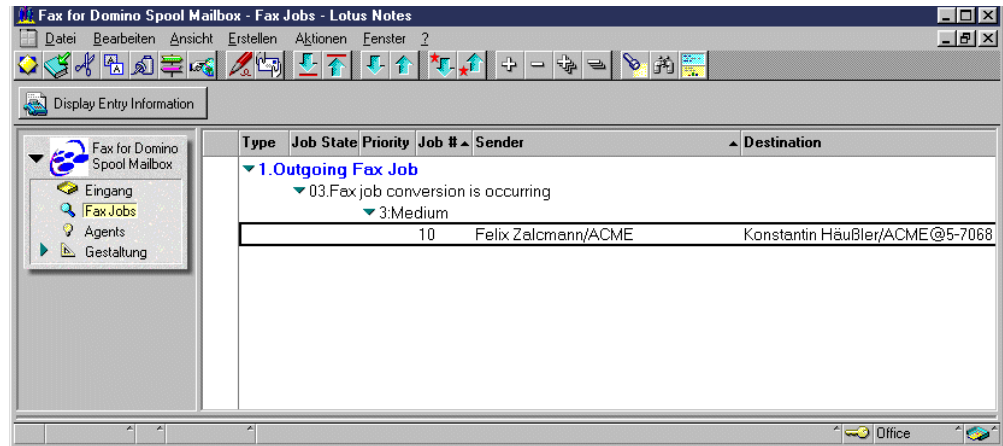 Fax for Domino Spool Mailbox - Fax Jobs - Lotus Notes
Datei Bearbeiten Ansicht Erstellen Aktionen Fenster ?
Display Entry Information
Fax for Domino
Spool Mailbox
Eingang
Fax Jobs
Agents
Gestaltung
Type Job State Priority Job # Sender Destination
1.Outgoing Fax Job
03.Fax job conversion is occurring
3:Medium
10 Felix Zalcmann/ACME Konstantin Häußler/ACME@5-7068
Office